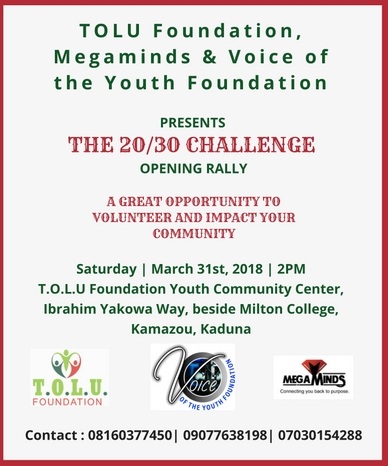 TOLU Foundation,
Megaminds & Voice of
the Youth Foundation
PRESENTS
THE 20/30 CHALLENGE
OPENING RALLY
A GREAT OPPORTUNITY TO
VOLUNTEER AND IMPACT YOUR
COMMUNITY
Saturday | March 31st, 2018 | 2PM
T.O.L.U Foundation Youth Community Center,
Ibrahim Yakowa Way, beside Milton College,
Kamazou, Kaduna
T.O.L.U.
FOUNDATION
Voice
OF THE YOUTH FOUNDATION
MEGAMINDS
Connecting you back to purpose.
Contact : 08160377450| 09077638198| 07030154288